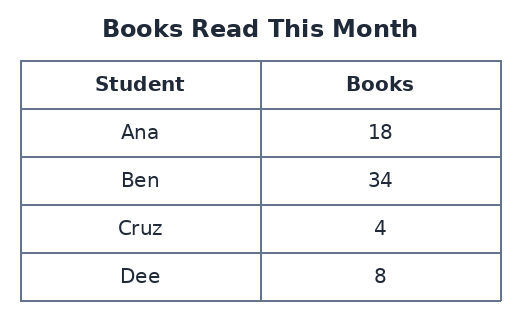 Books Read This Month
Student Books
Ana 18
Ben 34
Cruz 4
Dee 8